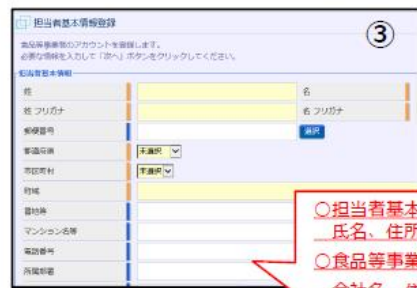 担当者基本情報登録
③
食品等事業者のアカウントを登録します。
必要な情報を入力して「次へ」ボタンをクリックしてください。
担当者基本情報
姓 名
姓 フリガナ 名 フリガナ
郵便番号 選択
都道府県 未選択
市区町村 未選択
町域
番地等
マンション名等
電話番号
所属部署
○担当者基本
氏名、住所
○食品等事業